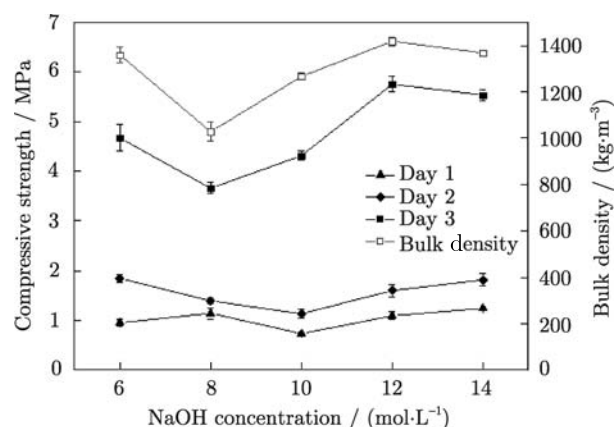 Compressive strength / MPa
7
6
5
4
3
2
1
0
Day 1
Day 2
Day 3
Bulk density
1400
1200
1000
800
600
400
200
0
Bulk density / (kg·m⁻³)
6 8 10 12 14
NaOH concentration / (mol·L⁻¹)